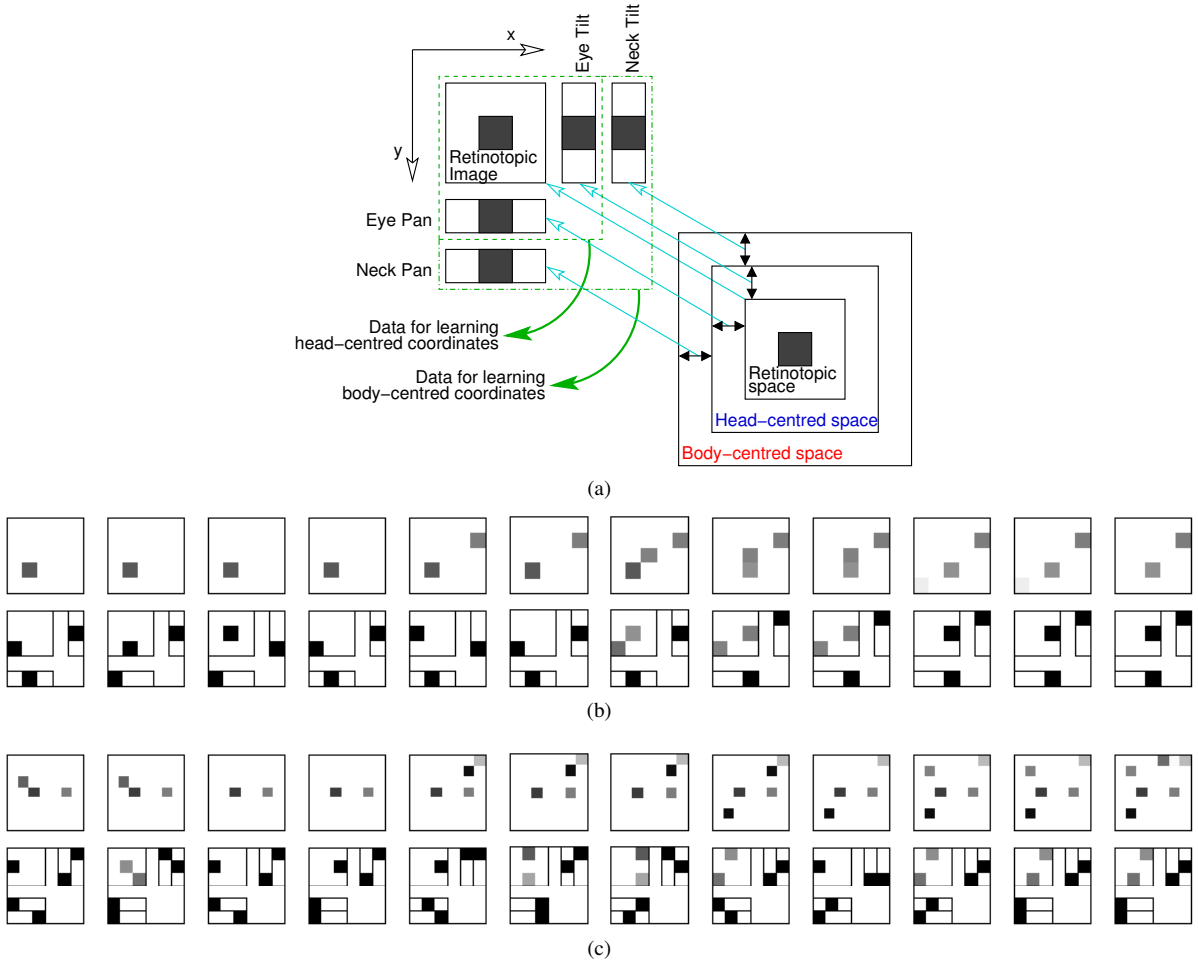 x
Eye Tilt
Neck Tilt
y
Retinotopic
Image
Eye Pan
Neck Pan
Data for learning
head−centred coordinates
Data for learning
body−centred coordinates
Retinotopic
space
Head−centred space
Body−centred space
(a)
(b)
(c)